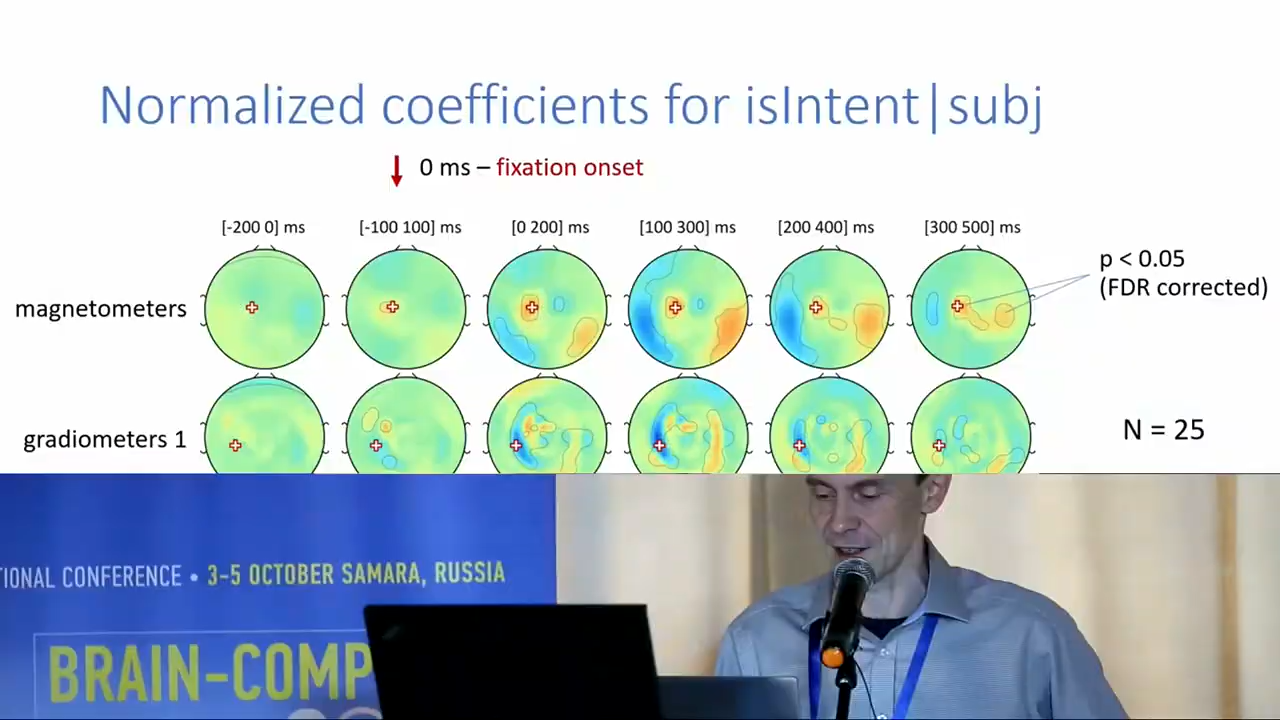 Normalized coefficients for isIntent|subj
0 ms – fixation onset
[-200 0] ms [-100 100] ms [0 200] ms [100 300] ms [200 400] ms [300 500] ms
magnetometers
p < 0.05
(FDR corrected)
gradiometers 1
N = 25
TIONAL CONFERENCE • 3-5 OCTOBER SAMARA, RUSSIA
BRAIN-COMP